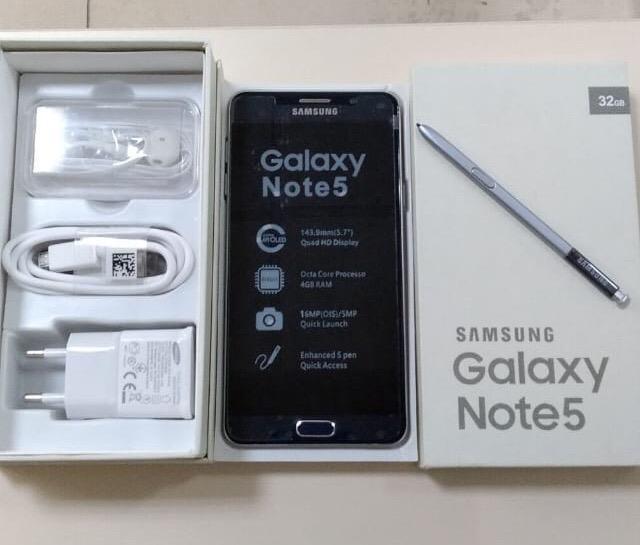 SAMSUNG
Galaxy
Note5
143.9mm(5.7")
Quad HD Display
Octa Core Processo
4GB RAM
16MP(OIS)/5MP
Quick Launch
Enhanced S pen
Quick Access
32GB
SAMSUNG
SAMSUNG
Galaxy
Note5